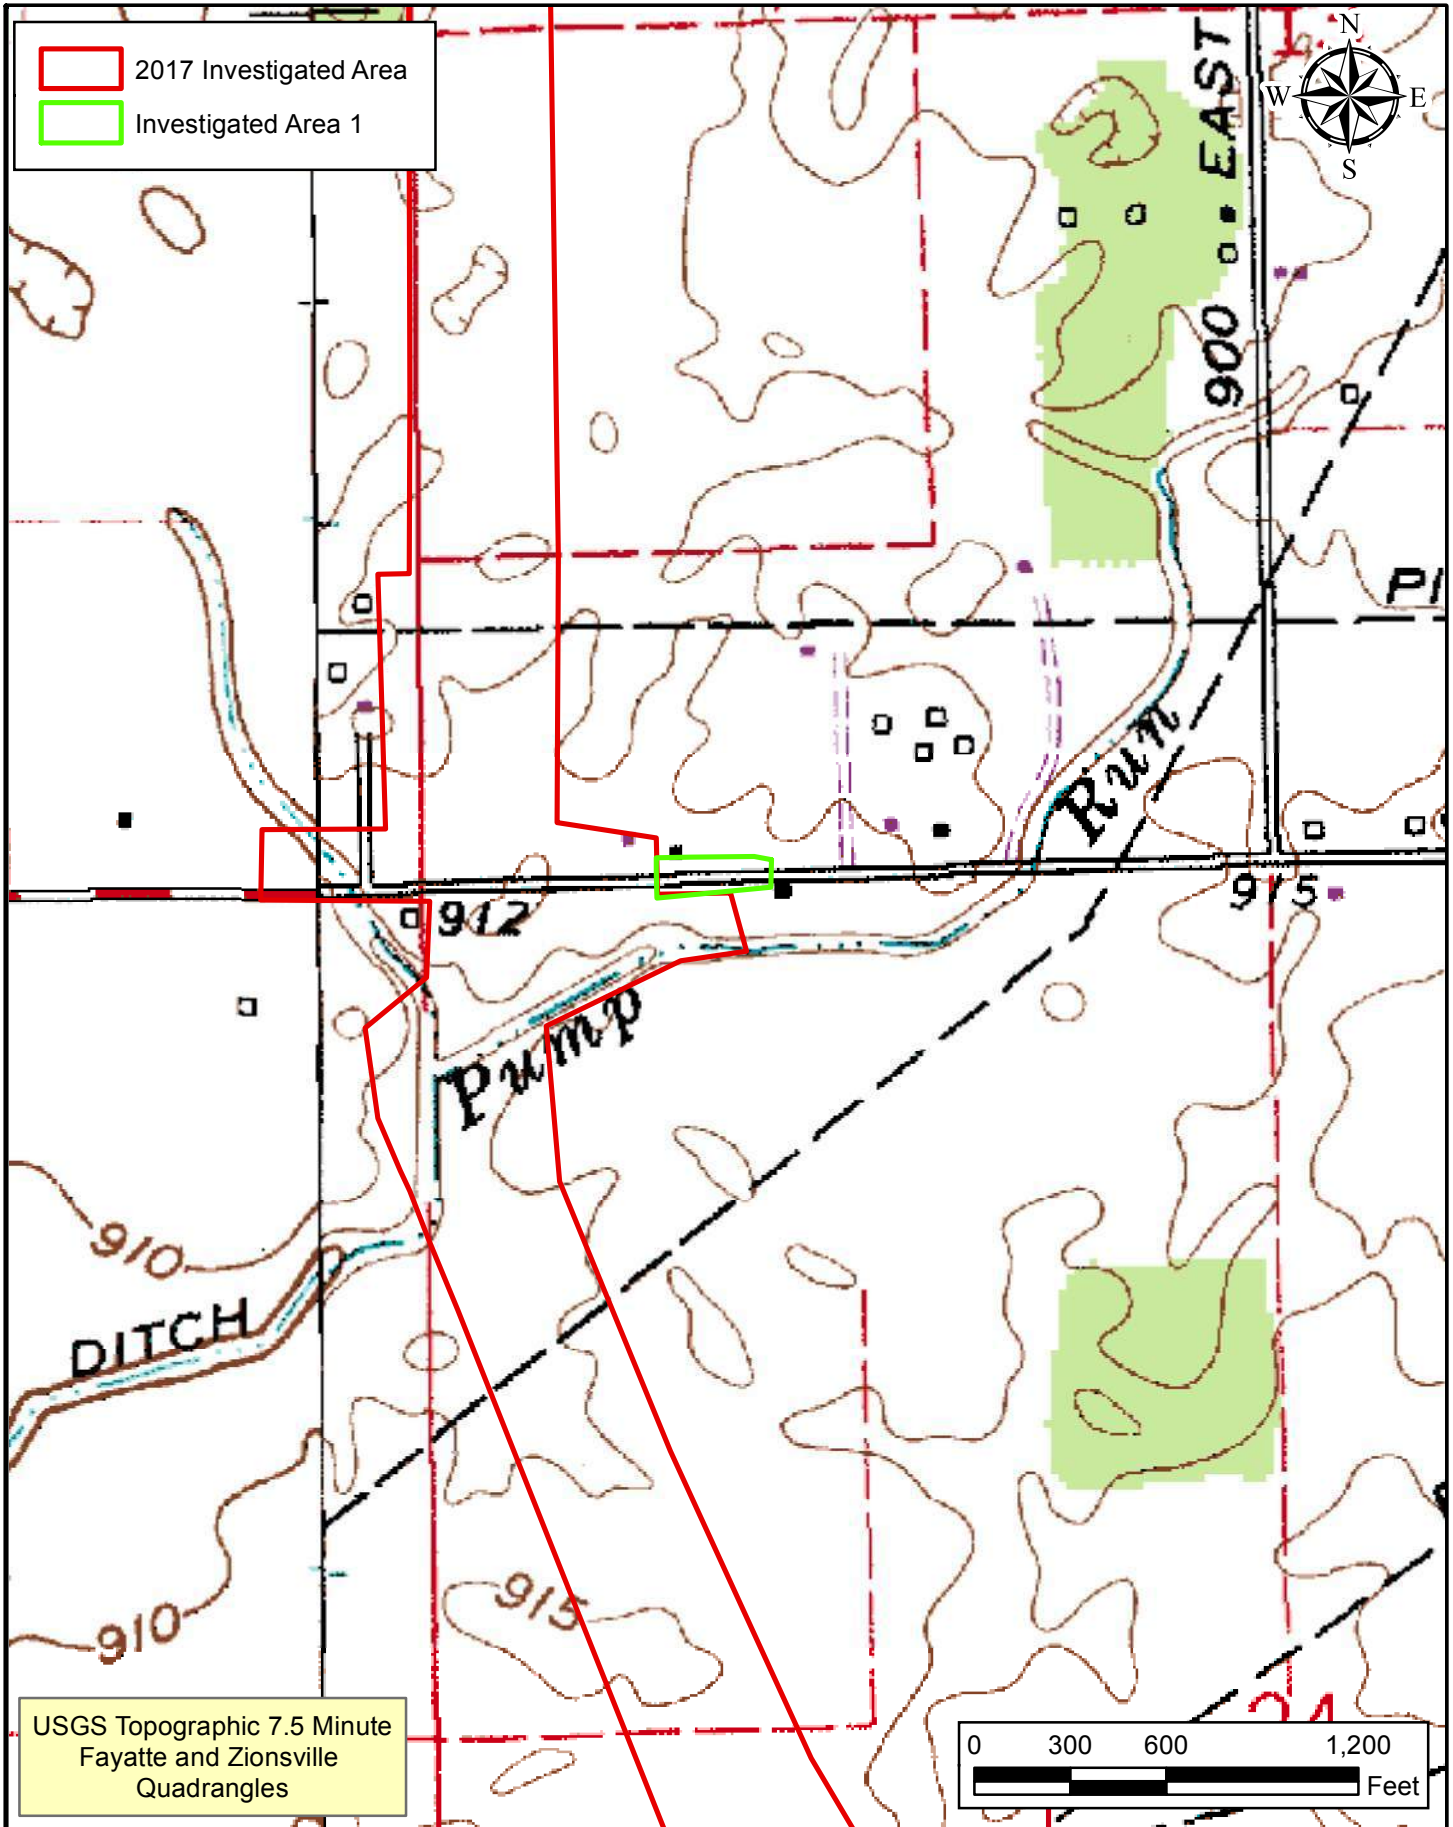 2017 Investigated Area
Investigated Area 1
N
W
E
S
1
900 EAST
PI
Run
912
915
Pump
910
DITCH
915
910
24
USGS Topographic 7.5 Minute
Fayatte and Zionsville
Quadrangles
0 300 600 1,200
Feet